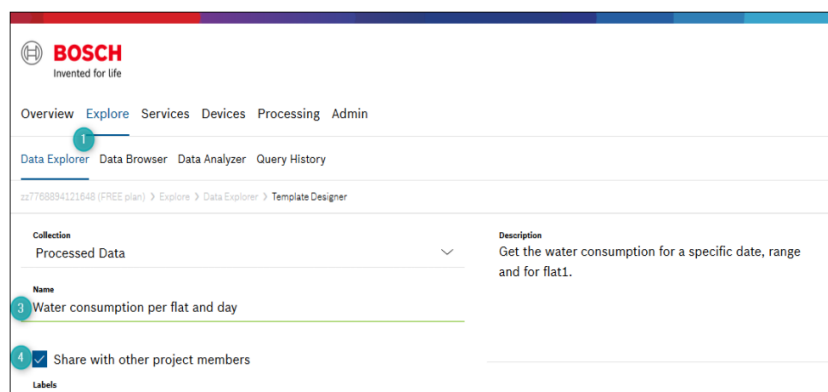 BOSCH
Invented for life
Overview Explore Services Devices Processing Admin
1
Data Explorer Data Browser Data Analyzer Query History
zz7768894121648 (FREE plan) > Explore > Data Explorer > Template Designer
Collection
Processed Data
Name
3 Water consumption per flat and day
4 Share with other project members
Labels
Description
Get the water consumption for a specific date, range
and for flat1.